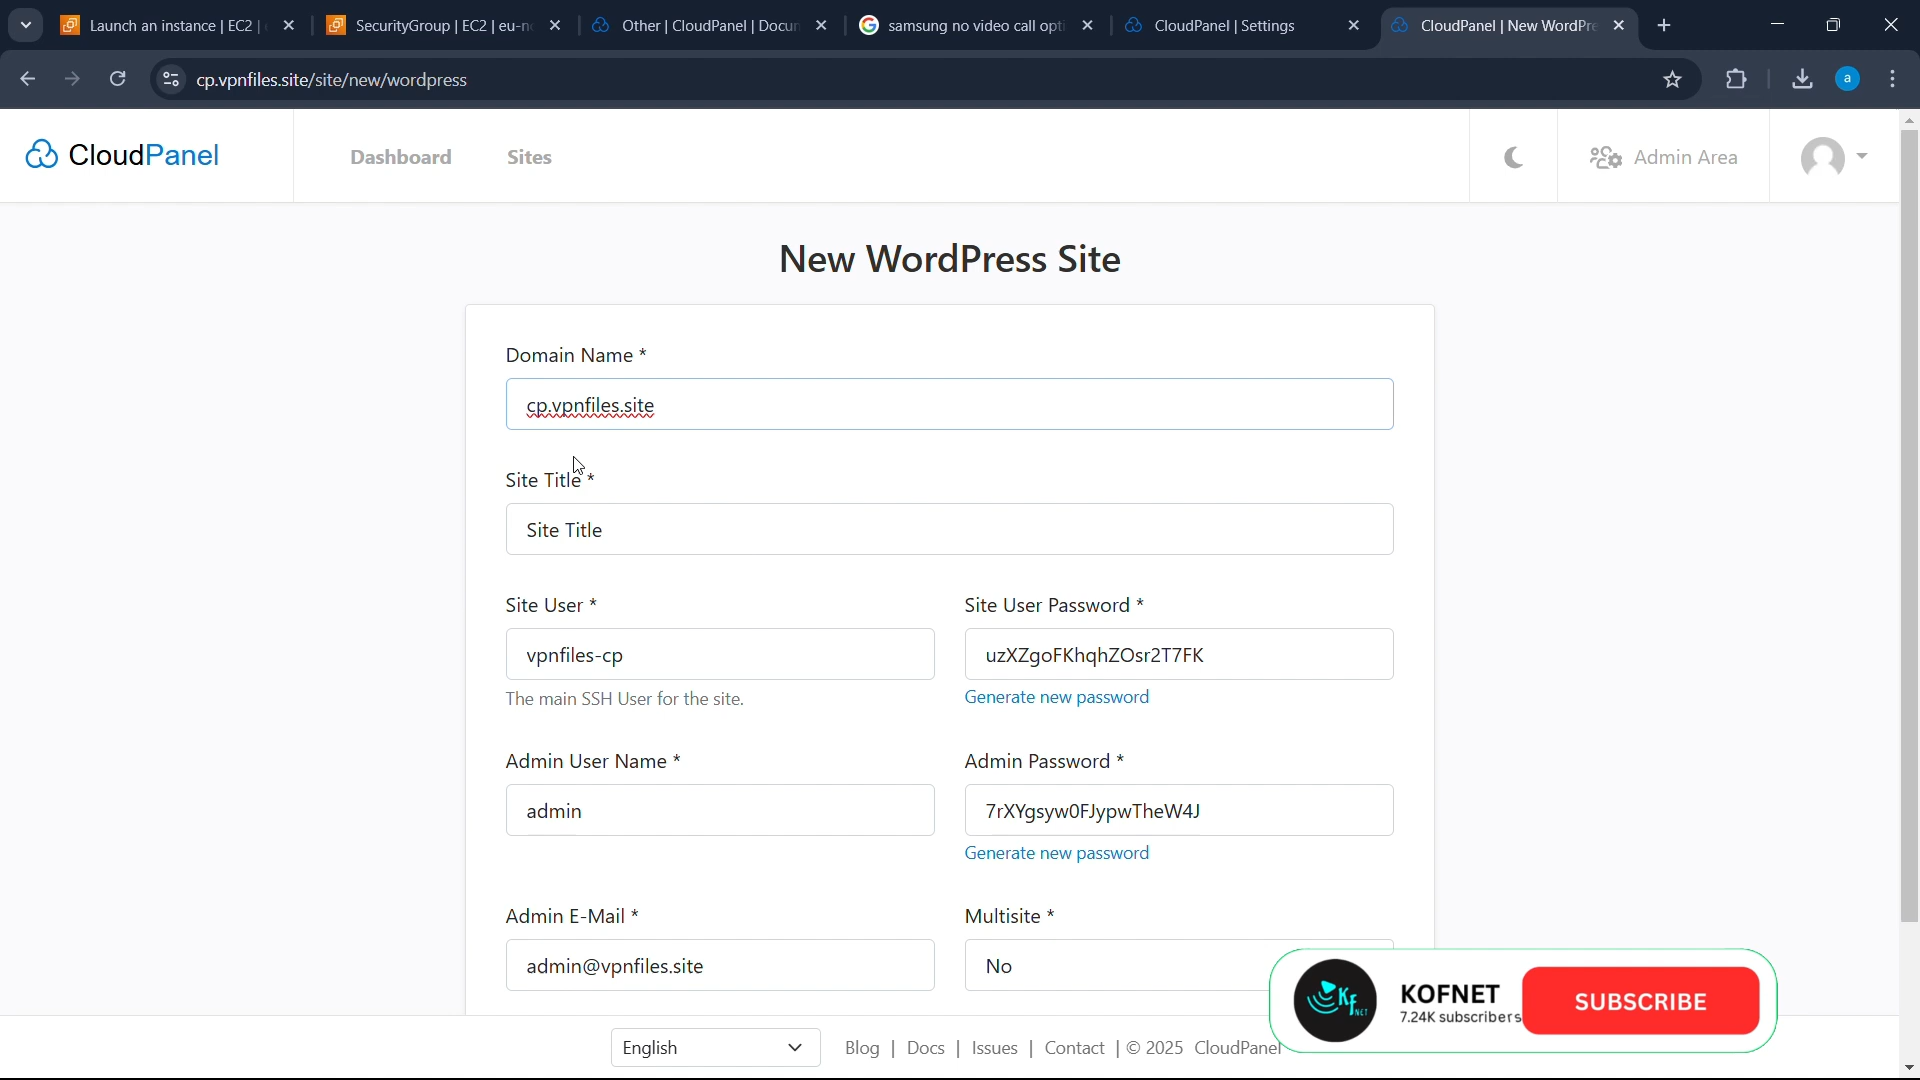 Launch an instance | EC2 |
SecurityGroup | EC2 | eu-n
Other | CloudPanel | Docu
samsung no video call opt
CloudPanel | Settings
CloudPanel | New WordPre
cp.vpnfiles.site/site/new/wordpress
a
CloudPanel
Dashboard
Sites
Admin Area
New WordPress Site
Domain Name *
cp.vpnfiles.site
Site Title *
Site Title
Site User *
Site User Password *
vpnfiles-cp
uzXZgoFKhqhZOsr2T7FK
The main SSH User for the site.
Generate new password
Admin User Name *
Admin Password *
admin
7rXYgsyw0FJypwTheW4J
Generate new password
Admin E-Mail *
Multisite *
admin@vpnfiles.site
No
KF
NET
KOFNET
7.24K subscribers
SUBSCRIBE
English
Blog | Docs | Issues | Contact | © 2025 CloudPanel